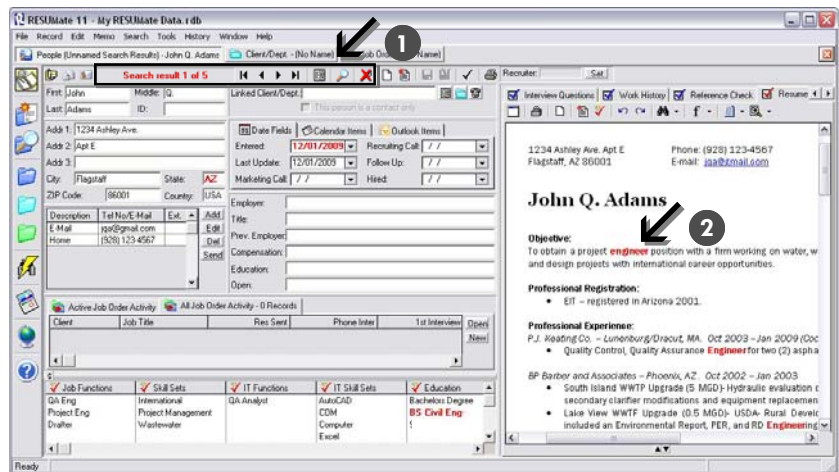 RESUMate 11 - My RESUMate Data.rdb
File Record Edit Memo Search Tools History Window Help
People (Unnamed Search Results) - John Q. Adams Client/Dept. - (No Name) Job Ord Name)
1
Search result 1 of 5
Recruiter: Sat
First: John Middle: Q. Linked Client/Dept.:
Last: Adams ID: This person is a contact only
Interview Questions Work History Reference Check Resume
Add 1: 1234 Ashley Ave.
Add 2: Apt E
Add 3:
City: Flagstaff State: AZ
ZIP Code: 86001 Country: USA
Date Fields Calendar Items Outlook Items
Entered: 12/01/2009 Recruiting Call: / /
Last Update: 12/01/2009 Follow Up: / /
Marketing Call: / / Hired: / /
Description Tel No/E-Mail Ext. Add
E-Mail jqa@gmail.com Edit
Home (928) 123-4567 Del
Send
Employer:
Title:
Prev. Employer:
Compensation:
Education:
Open:
Active Job Order Activity All Job Order Activity - 0 Records
Client Job Title Res Sent Phone Inter 1st Interview Open
New
Job Functions Skill Sets IT Functions IT Skill Sets Education
QA Eng International QA Analyst AutoCAD Bachelors Degree
Project Eng Project Management CDM BS Civil Eng
Drafter Wastewater Computer
Excel
Ready
1234 Ashley Ave. Apt E Phone: (928) 123-4567
Flagstaff, AZ 86001 E-mail: jqa@gmail.com
John Q. Adams
2
Objective:
To obtain a project engineer position with a firm working on water, w
and design projects with international career opportunities.
Professional Registration:
• EIT – registered in Arizona 2001.
Professional Experience:
P.J. Keating Co. – Lunenburg/Dracut, MA. Oct 2003 – Jan 2009 (Occ
• Quality Control, Quality Assurance Engineer for two (2) aspha
BP Barber and Associates – Phoenix, AZ. Oct 2002 – Jan 2003
• South Island WWTP Upgrade (5 MGD)- Hydraulic evaluation c
secondary clarifier modifications and equipment replacemen
• Lake View WWTF Upgrade (0.5 MGD)- USDA- Rural Develo
included an Environmental Report, PER, and RD Engineering